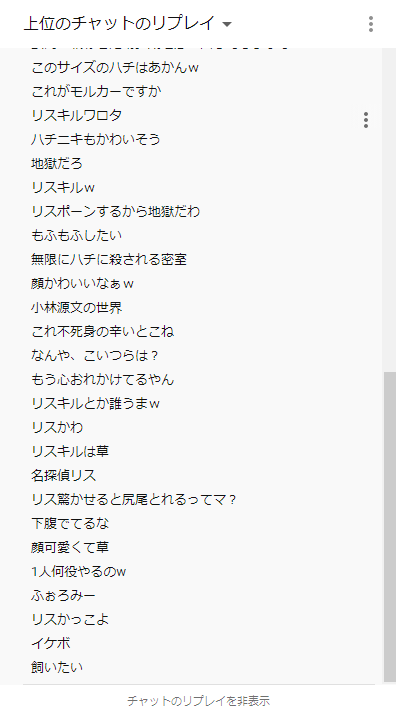 上位のチャットのリプレイ
このサイズのハチはあかんｗ
これがモルカーですか
リスキルワロタ
ハチニキもかわいそう
地獄だろ
リスキルｗ
リスポーンするから地獄だわ
もふもふしたい
無限にハチに殺される密室
顔かわいいなぁｗ
小林源文の世界
これ不死身の辛いとこね
なんや、こいつらは？
もう心おれかけてるやん
リスキルとか誰うまｗ
リスかわ
リスキルは草
名探偵リス
リス驚かせると尻尾とれるってマ？
下腹でてるな
顔可愛くて草
1人何役やるのw
ふぉろみー
リスかっこよ
イケボ
飼いたい
チャットのリプレイを非表示